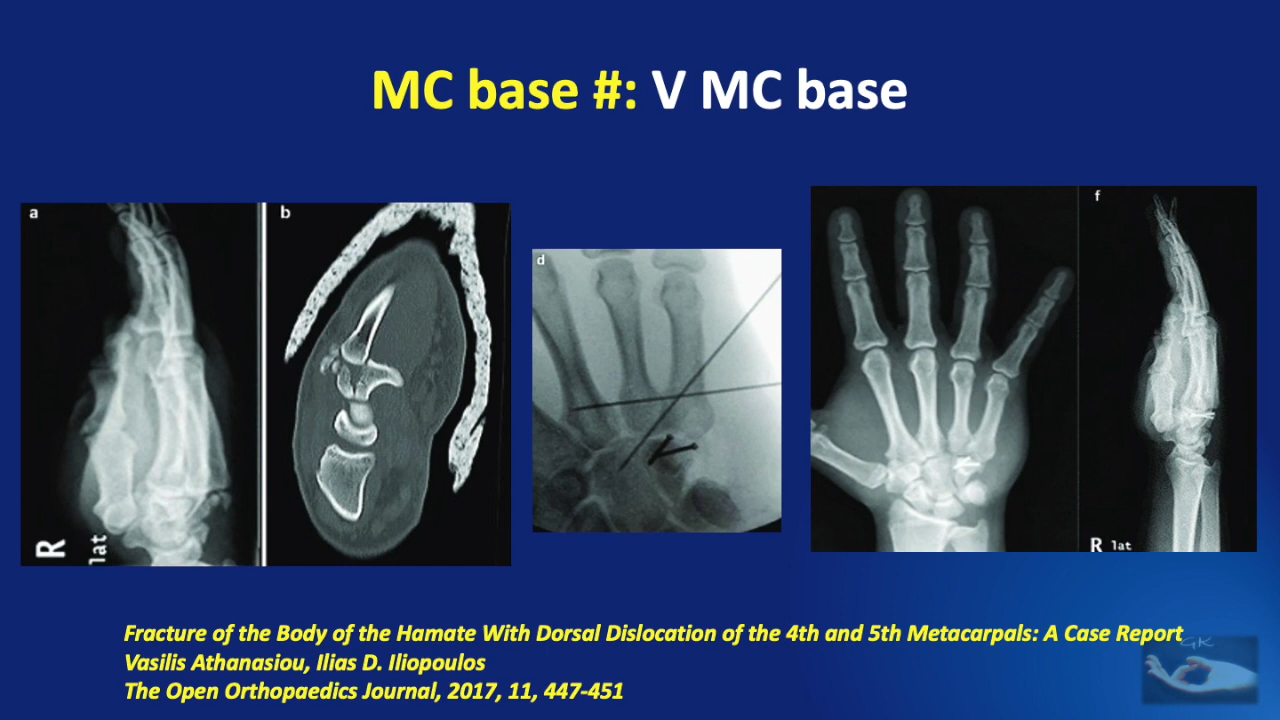 MC base #: V MC base
a
b
R
lat
d
f
R lat
Fracture of the Body of the Hamate With Dorsal Dislocation of the 4th and 5th Metacarpals: A Case Report
Vasilis Athanasiou, Ilias D. Iliopoulos
The Open Orthopaedics Journal, 2017, 11, 447-451
GK